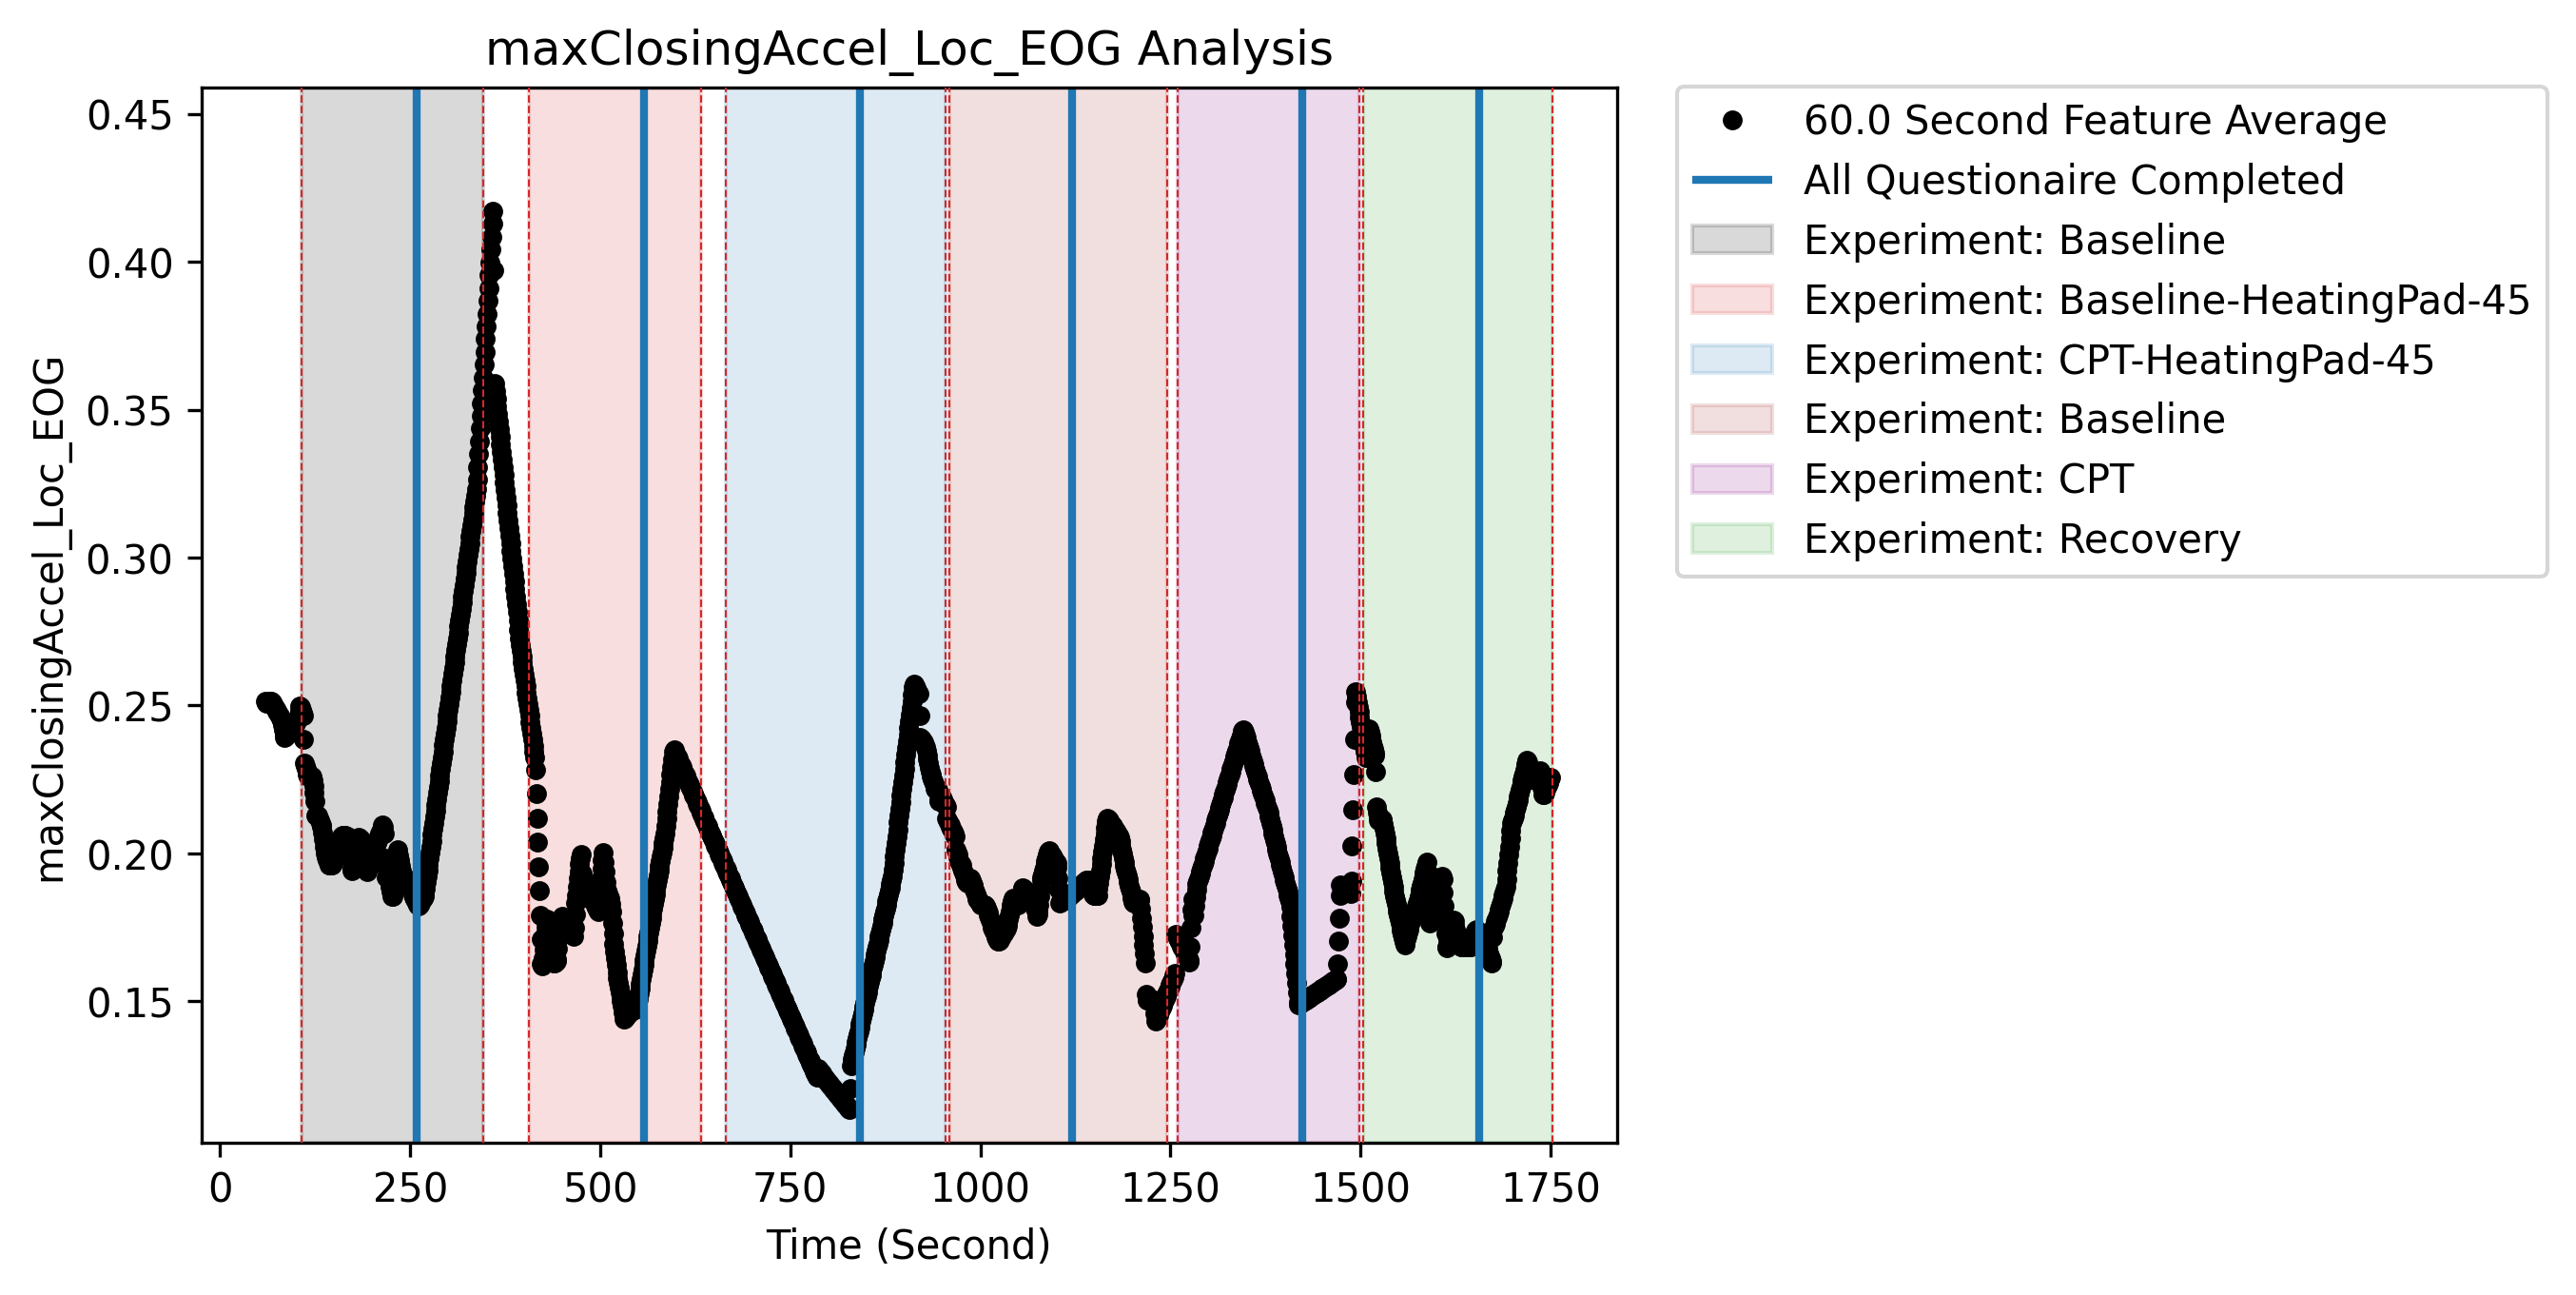 maxClosingAccel_Loc_EOG Analysis
maxClosingAccel_Loc_EOG
0.45
0.40
0.35
0.30
0.25
0.20
0.15
0
250
500
750
1000
1250
1500
1750
Time (Second)
60.0 Second Feature Average
All Questionaire Completed
Experiment: Baseline
Experiment: Baseline-HeatingPad-45
Experiment: CPT-HeatingPad-45
Experiment: Baseline
Experiment: CPT
Experiment: Recovery